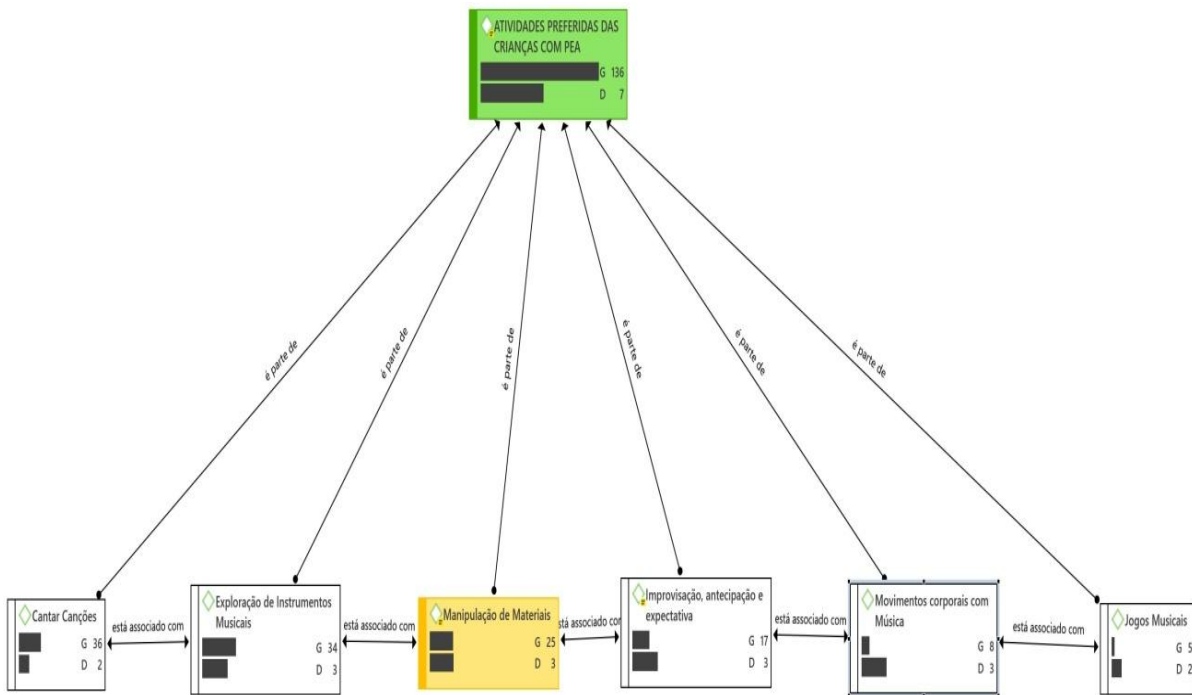 ATIVIDADES PREFERIDAS DAS
CRIANÇAS COM PEA
G 136
D 7
é parte de
é parte de
é parte de
é parte de
é parte de
é parte de
Cantar Canções
G 36
D 2
está associado com
Exploração de Instrumentos
Musicais
G 34
D 3
está associado com
Manipulação de Materiais
G 25
D 3
está associado com
Improvisação, antecipação e
expectativa
G 17
D 3
está associado com
Movimentos corporais com
Música
G 8
D 3
está associado com
Jogos Musicais
G 5
D 2